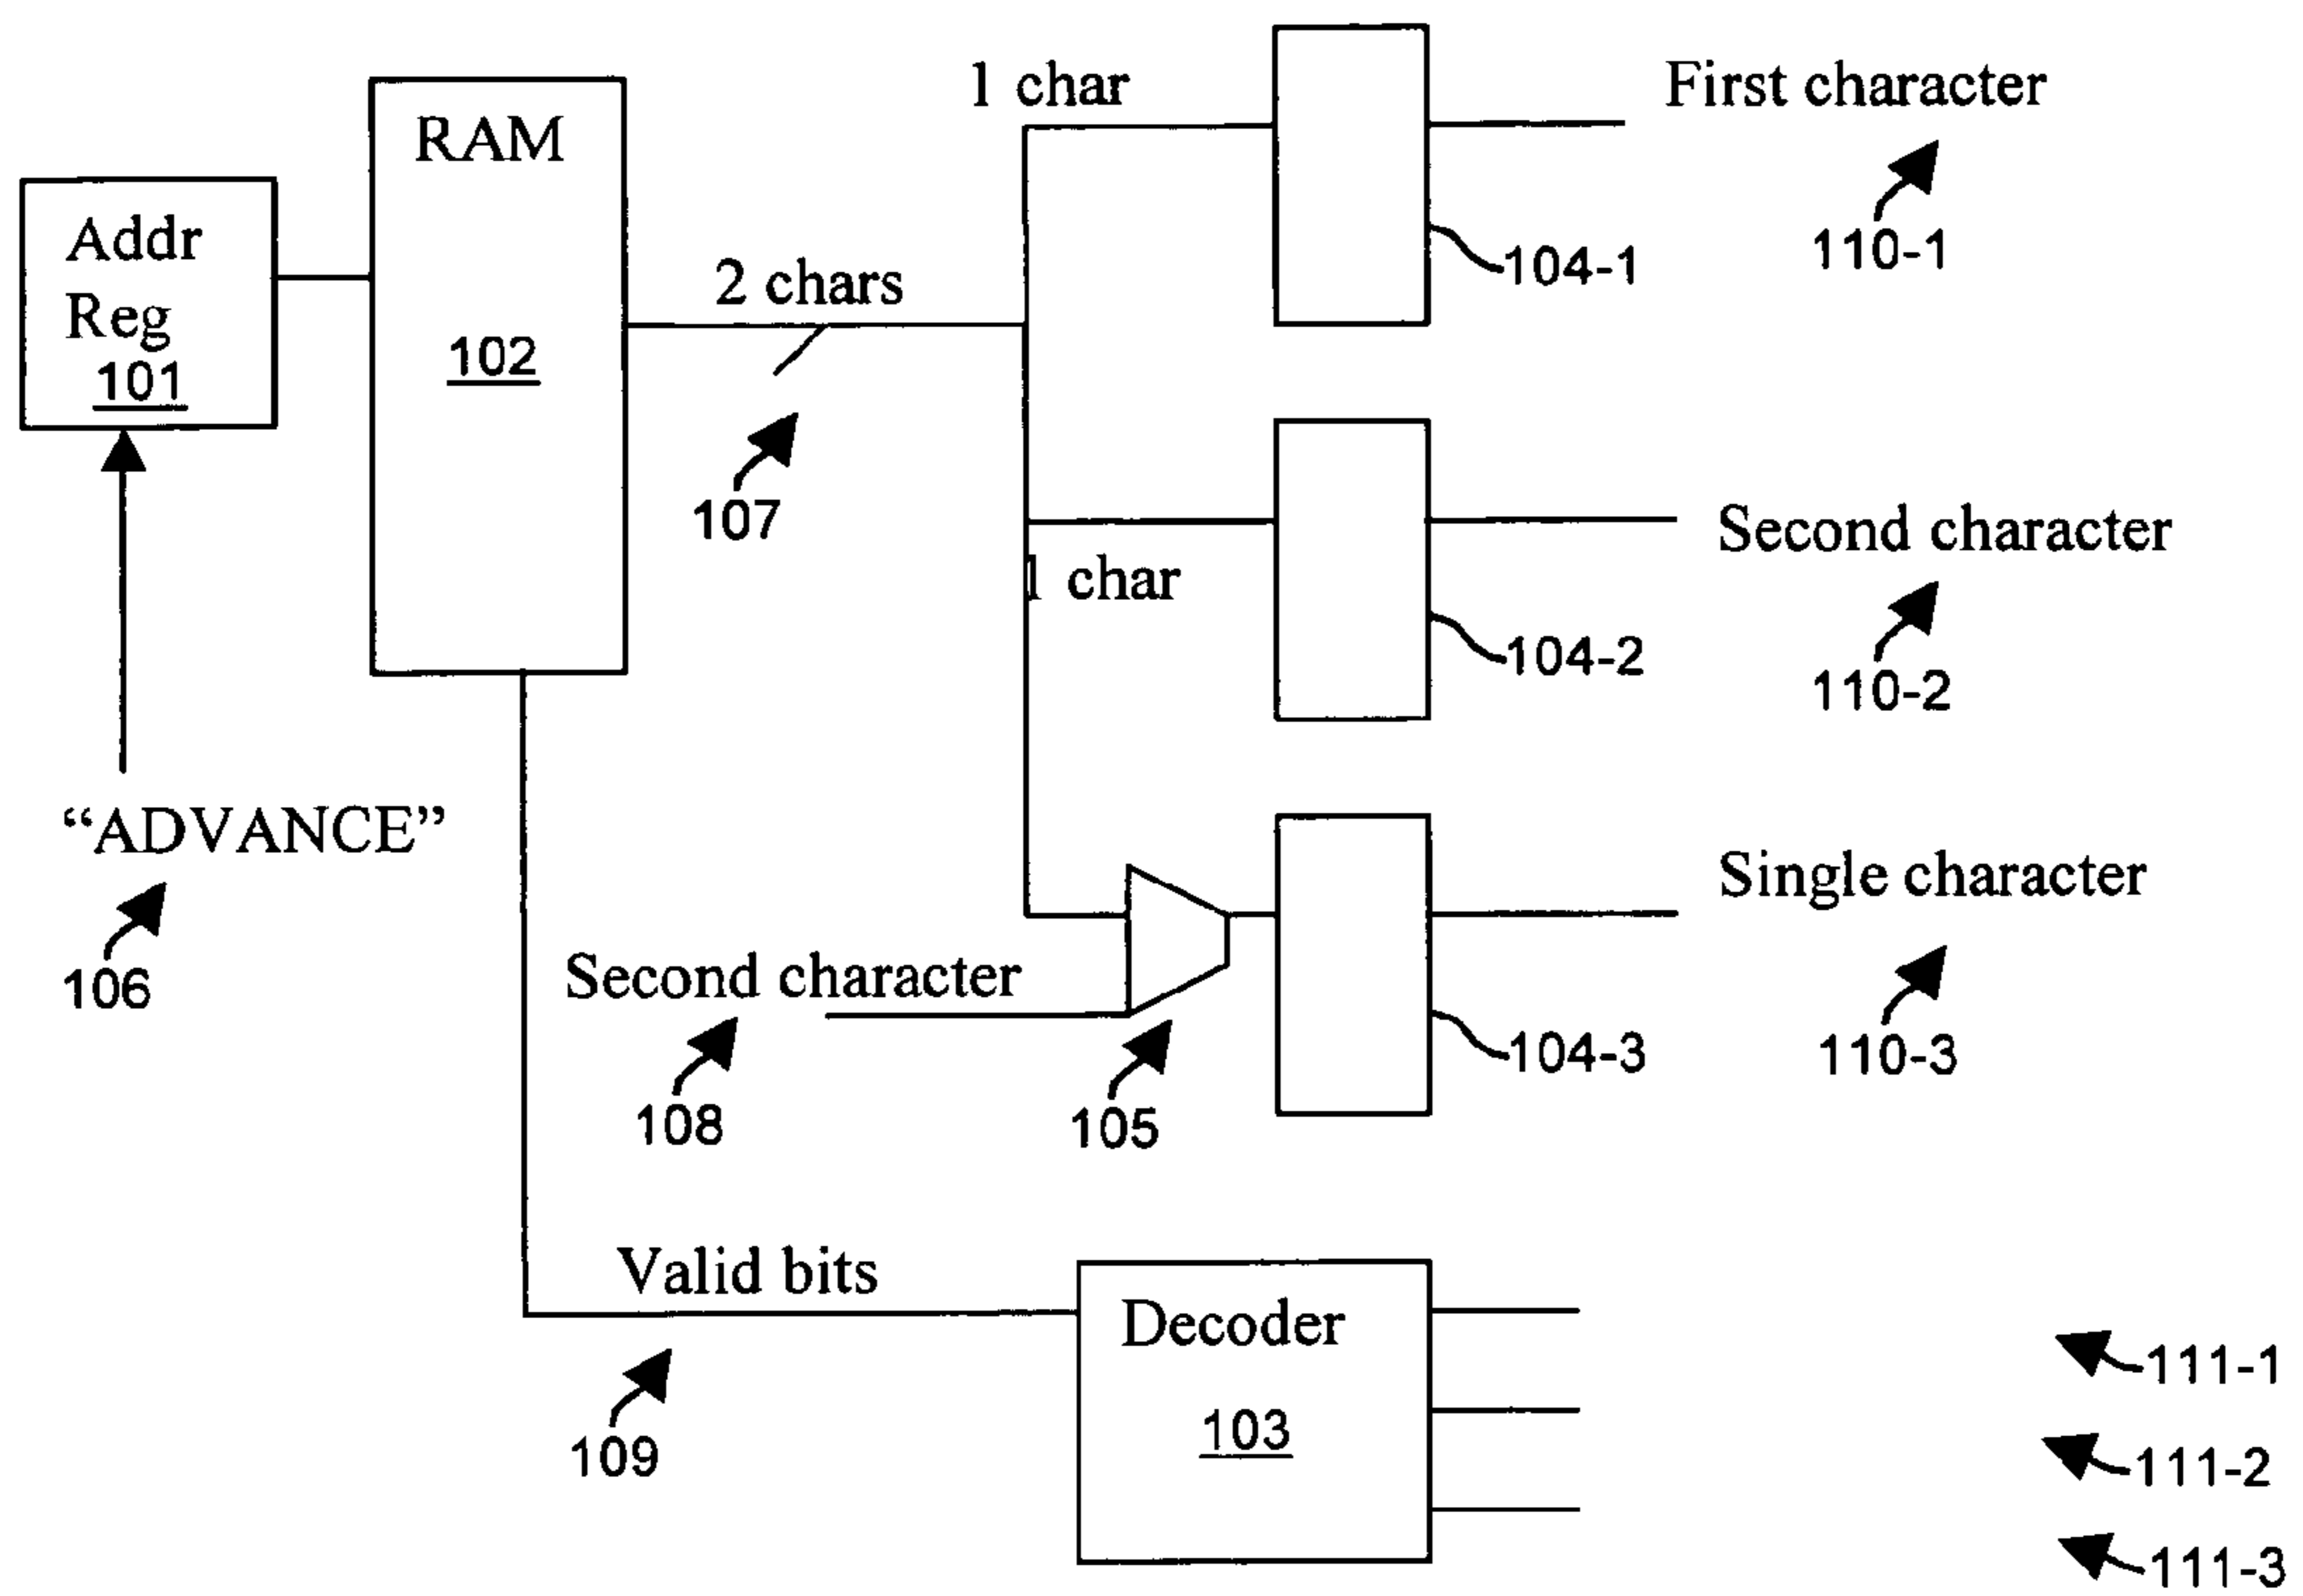 1 char
First character
RAM
Addr
Reg
101
102
2 chars
107
104-1
110-1
Second character
1 char
104-2
110-2
“ADVANCE”
106
Single character
Second character
108
105
104-3
110-3
Valid bits
109
Decoder
103
111-1
111-2
111-3